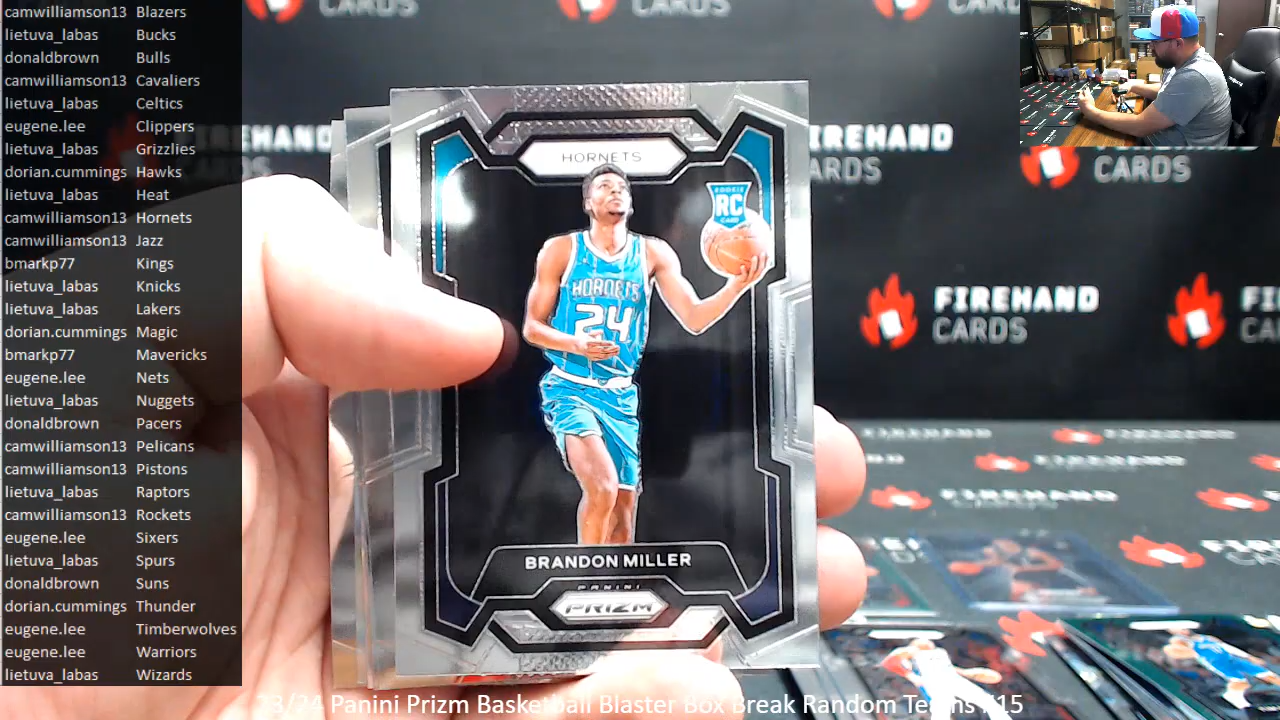 camwilliamson13 Blazers
lietuva_labas Bucks
donaldbrown Bulls
camwilliamson13 Cavaliers
lietuva_labas Celtics
eugene.lee Clippers
lietuva_labas Grizzlies
dorian.cummings Hawks
lietuva_labas Heat
camwilliamson13 Hornets
camwilliamson13 Jazz
bmarkp77 Kings
lietuva_labas Knicks
lietuva_labas Lakers
dorian.cummings Magic
bmarkp77 Mavericks
eugene.lee Nets
lietuva_labas Nuggets
donaldbrown Pacers
camwilliamson13 Pelicans
camwilliamson13 Pistons
lietuva_labas Raptors
camwilliamson13 Rockets
eugene.lee Sixers
lietuva_labas Spurs
donaldbrown Suns
dorian.cummings Thunder
eugene.lee Timberwolves
eugene.lee Warriors
lietuva_labas Wizards
CARDS
CARDS
CARDS
FIREHAND
CARDS
HORNETS
ROOKIE
RC
CARD
HORNETS
24
BRANDON MILLER
PANINI
PRIZM
FIREHAND
CARDS
FIREHAND
CARDS
FIREHAND
Panini Prizm Basketball Blaster Box Break Random Teams